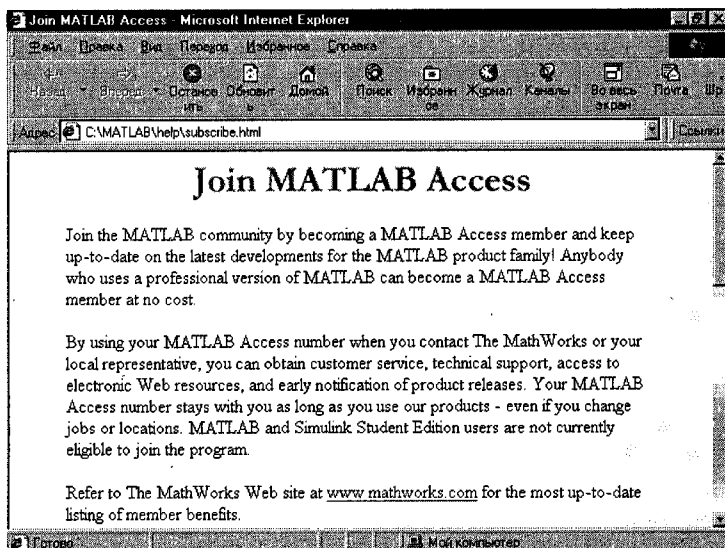 Join MATLAB Access - Microsoft Internet Explorer
Файл Правка Вид Переход Избранное Справка
Назад Вперед Останов Обновит Домой Поиск Избранн Журнал Каналы Во весь Почта Шр
ить ь ое экран
Адрес C:\MATLAB\help\subscribe.html Ссылки
Join MATLAB Access
Join the MATLAB community by becoming a MATLAB Access member and keep
up-to-date on the latest developments for the MATLAB product family! Anybody
who uses a professional version of MATLAB can become a MATLAB Access
member at no cost.
By using your MATLAB Access number when you contact The MathWorks or your
local representative, you can obtain customer service, technical support, access to
electronic Web resources, and early notification of product releases. Your MATLAB
Access number stays with you as long as you use our products - even if you change
jobs or locations. MATLAB and Simulink Student Edition users are not currently
eligible to join the program.
Refer to The MathWorks Web site at www.mathworks.com for the most up-to-date
listing of member benefits.
Готово Мой компьютер